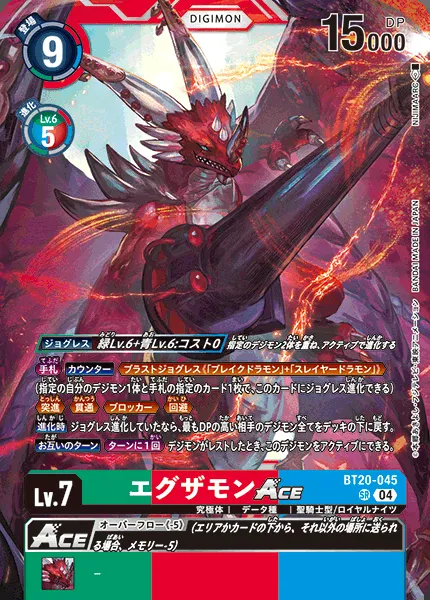 登場
9
DIGIMON
15000
DP
進化
Lv.6
5
NIJIMAARC
BANDAI MADE IN JAPAN
ジョグレス 緑Lv.6+青Lv.6:コスト0 指定のデジモン2体を重ね、アクティブで進化する
手札 カウンター ブラストジョグレス《「ブレイクドラモン」+「スレイヤードラモン」》
(指定の自分のデジモン1体と手札の指定のカード1枚で、このカードにジョグレス進化できる)
突進 貫通 ブロッカー 回避
進化時 ジョグレス進化していたなら、最もDPの高い相手のデジモン全てをデッキの下に戻す。
お互いのターン ターンに1回 デジモンがレストしたとき、このデジモンをアクティブにできる。
Lv.7
エグザモンACE
BT20-045
SR 04
究極体 データ種 聖騎士型/ロイヤルナイツ
ACE オーバーフロー《-5》 (エリアかカードの下から、それ以外の場所に送られ
る場合、メモリー-5)
-